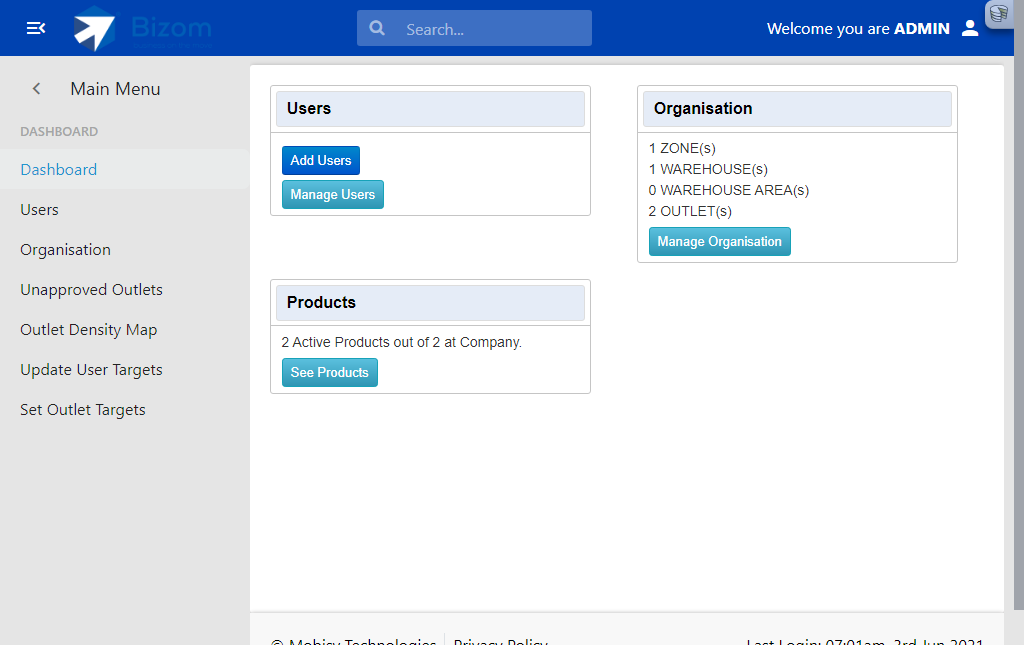 Bizom
Search...
Welcome you are ADMIN
Main Menu
DASHBOARD
Dashboard
Users
Organisation
Unapproved Outlets
Outlet Density Map
Update User Targets
Set Outlet Targets
Users
Add Users
Manage Users
Organisation
1 ZONE(s)
1 WAREHOUSE(s)
0 WAREHOUSE AREA(s)
2 OUTLET(s)
Manage Organisation
Products
2 Active Products out of 2 at Company.
See Products
© Mobisy Technologies Privacy Policy
Last Login: 07:01am, 3rd Jun 2021